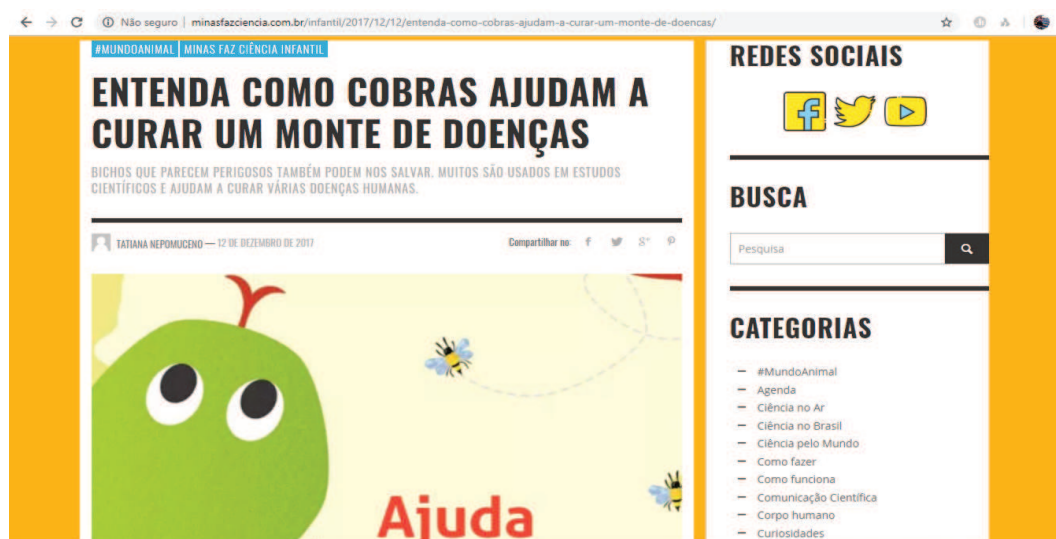 Não seguro | minasfazciencia.com.br/infantil/2017/12/12/entenda-como-cobras-ajudam-a-curar-um-monte-de-doencas/
#MUNDOANIMAL MINAS FAZ CIÊNCIA INFANTIL
ENTENDA COMO COBRAS AJUDAM A
CURAR UM MONTE DE DOENÇAS
BICHOS QUE PARECEM PERIGOSOS TAMBÉM PODEM NOS SALVAR. MUITOS SÃO USADOS EM ESTUDOS
CIENTÍFICOS E AJUDAM A CURAR VÁRIAS DOENÇAS HUMANAS.
TATIANA NEPOMUCENO — 12 DE DEZEMBRO DE 2017
Compartilhar no:
Ajuda
REDES SOCIAIS
BUSCA
Pesquisa
CATEGORIAS
— #MundoAnimal
— Agenda
— Ciência no Ar
— Ciência no Brasil
— Ciência pelo Mundo
— Como fazer
— Como funciona
— Comunicação Científica
— Corpo humano
— Curiosidades